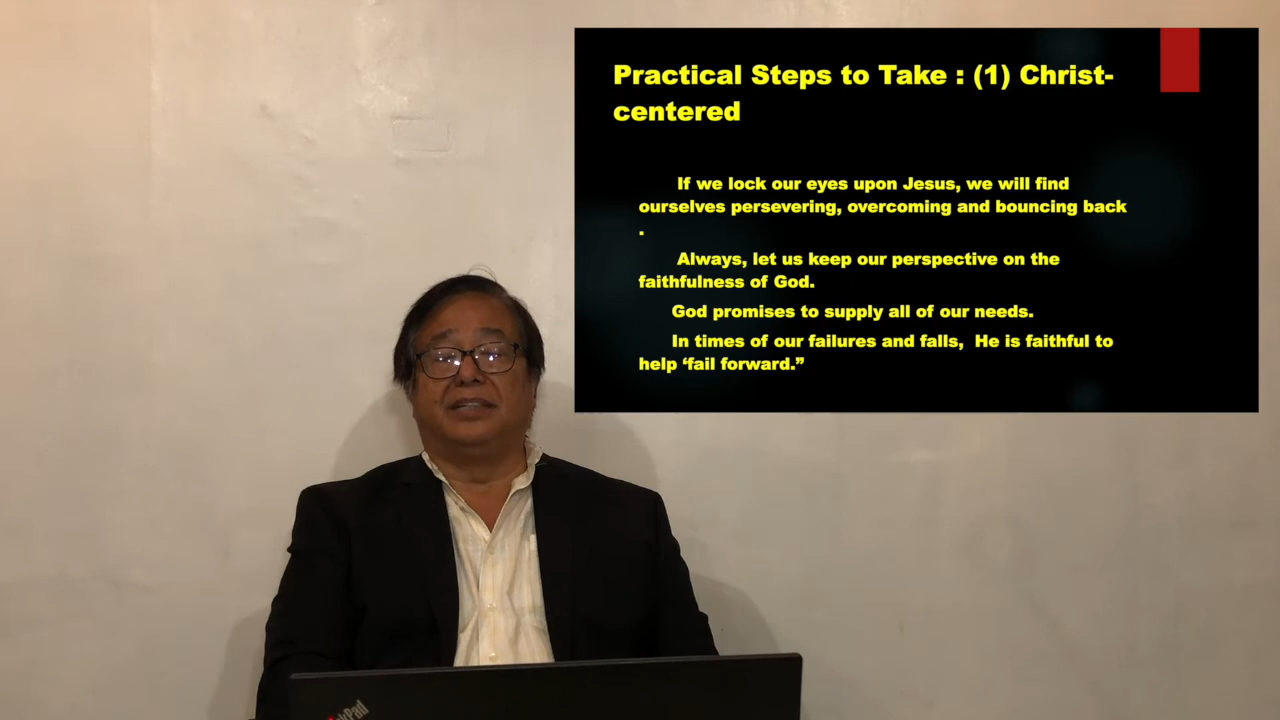 Practical Steps to Take : (1) Christ-
centered
If we lock our eyes upon Jesus, we will find
ourselves persevering, overcoming and bouncing back
.
Always, let us keep our perspective on the
faithfulness of God.
God promises to supply all of our needs.
In times of our failures and falls,  He is faithful to
help ‘fail forward.”